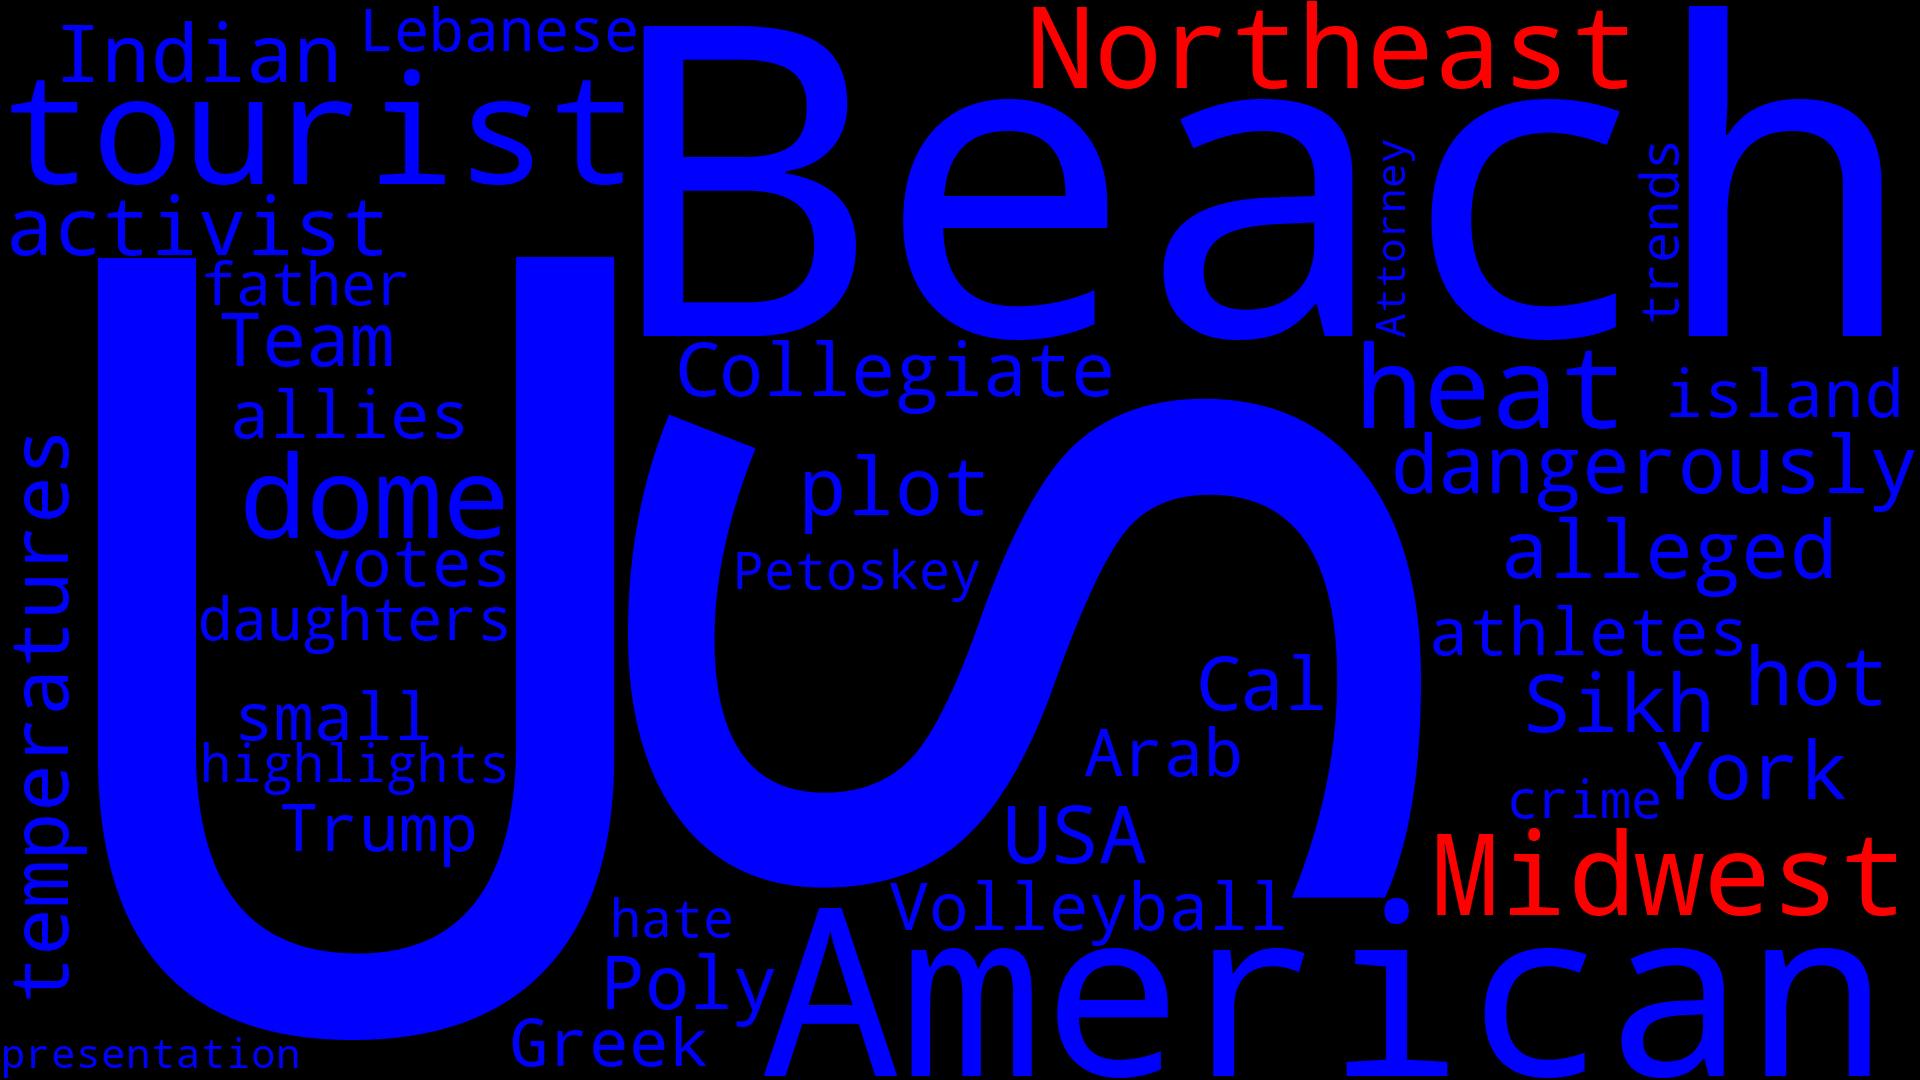 Indian
Lebanese
Northeast
tourist
Beach
activist
Attorney
trends
US
father
Team
Collegiate
heat
island
allies
dangerously
temperatures
dome
plot
alleged
votes
Petoskey
daughters
athletes
Cal
Sikh
hot
small
Arab
highlights
York
crime
Trump
USA
Midwest
hate
Volleyball
American
Poly
Greek
presentation